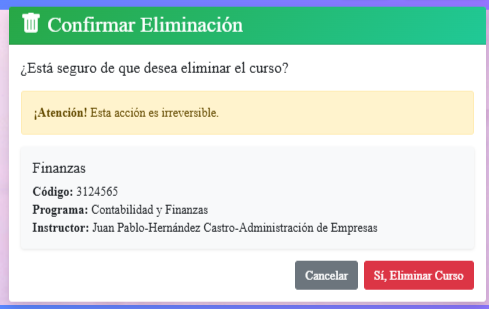 Confirmar Eliminación
¿Está seguro de que desea eliminar el curso?
¡Atención! Esta acción es irreversible.
Finanzas
Código: 3124565
Programa: Contabilidad y Finanzas
Instructor: Juan Pablo-Hernández Castro-Administración de Empresas
Cancelar
Sí, Eliminar Curso